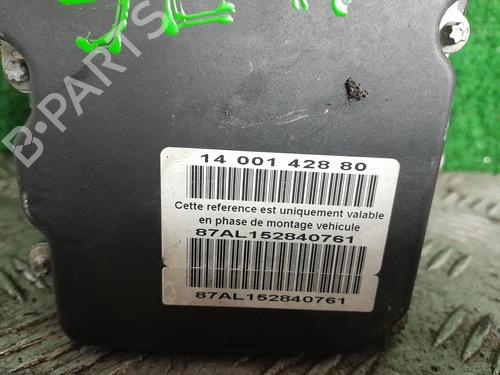 B-PARTS
14 001 428 80
Cette reference est uniquement valable
en phase de montage vehicule
87AL152840761
87AL152840761